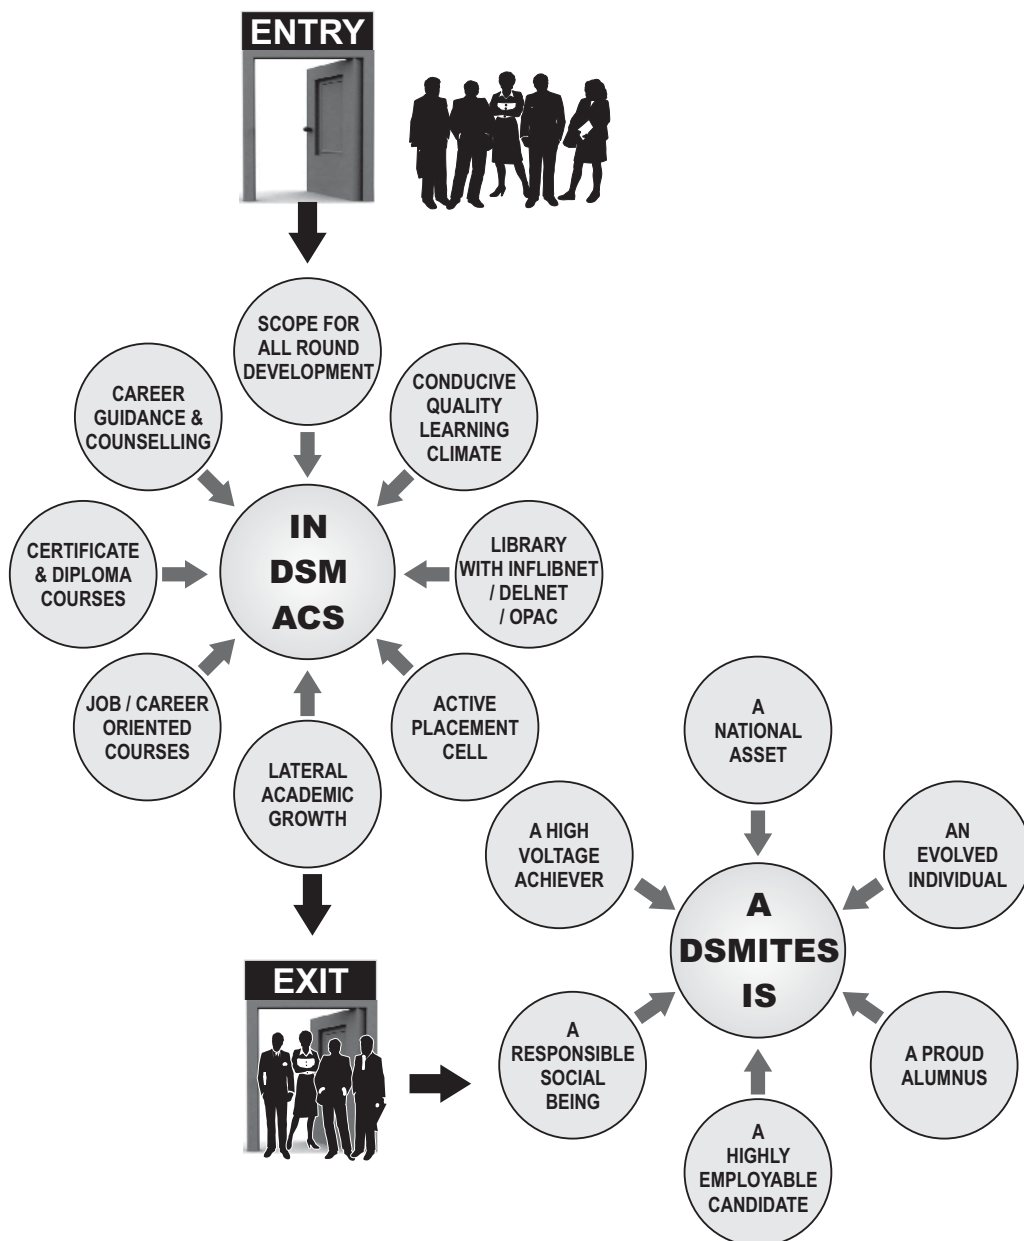 ENTRY
SCOPE FOR
ALL ROUND
DEVELOPMENT
CAREER
GUIDANCE &
COUNSELLING
CONDUCIVE
QUALITY
LEARNING
CLIMATE
CERTIFICATE
& DIPLOMA
COURSES
IN
DSM
ACS
LIBRARY
WITH INFLIBNET
/ DELNET
/ OPAC
JOB / CAREER
ORIENTED
COURSES
LATERAL
ACADEMIC
GROWTH
ACTIVE
PLACEMENT
CELL
EXIT
A
NATIONAL
ASSET
A HIGH
VOLTAGE
ACHIEVER
AN
EVOLVED
INDIVIDUAL
A
DSMITES
IS
A
RESPONSIBLE
SOCIAL
BEING
A PROUD
ALUMNUS
A
HIGHLY
EMPLOYABLE
CANDIDATE